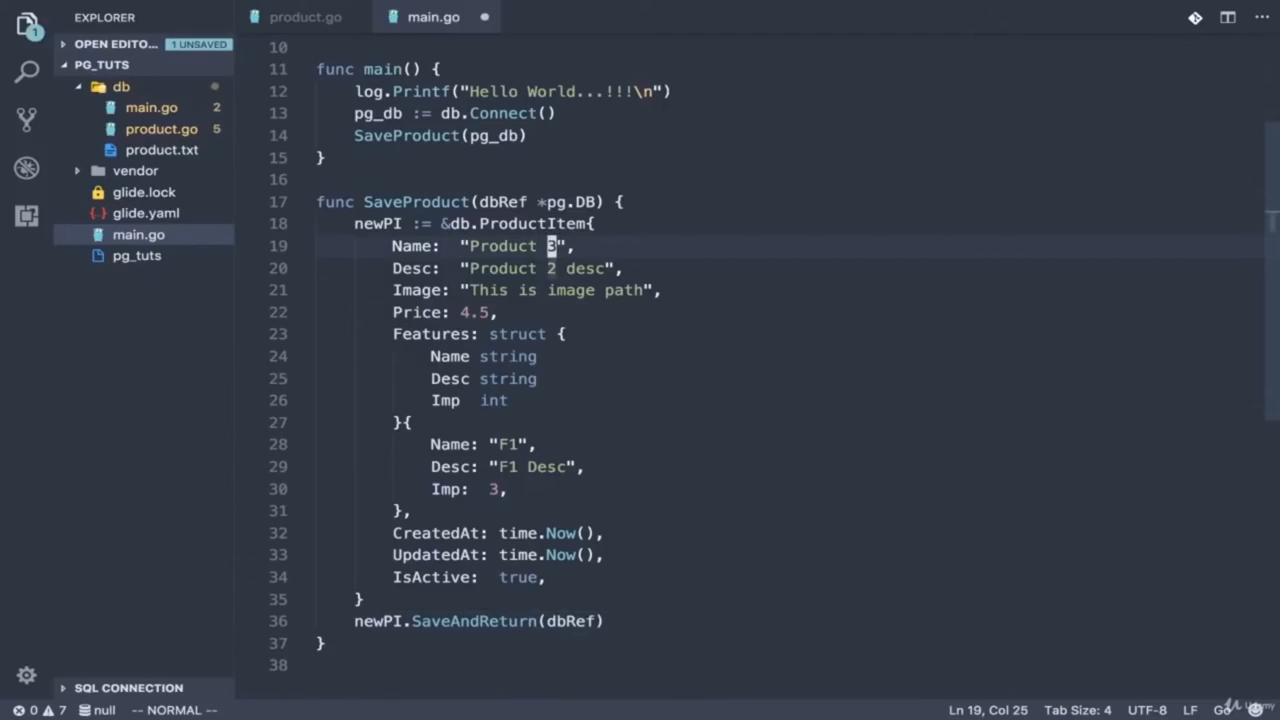 EXPLORER
product.go
main.go
1
OPEN EDITO... 1 UNSAVED
PG_TUTS
db
main.go 2
product.go 5
product.txt
vendor
glide.lock
glide.yaml
main.go
pg_tuts
10
11 func main() {
12 log.Printf("Hello World...!!!\n")
13 pg_db := db.Connect()
14 SaveProduct(pg_db)
15 }
16
17 func SaveProduct(dbRef *pg.DB) {
18 newPI := &db.ProductItem{
19 Name: "Product 3",
20 Desc: "Product 2 desc",
21 Image: "This is image path",
22 Price: 4.5,
23 Features: struct {
24 Name string
25 Desc string
26 Imp int
27 }{
28 Name: "F1",
29 Desc: "F1 Desc",
30 Imp: 3,
31 },
32 CreatedAt: time.Now(),
33 UpdatedAt: time.Now(),
34 IsActive: true,
35 }
36 newPI.SaveAndReturn(dbRef)
37 }
38
SQL CONNECTION
0 7 null -- NORMAL -- Ln 19, Col 25 Tab Size: 4 UTF-8 LF Go
Udemy